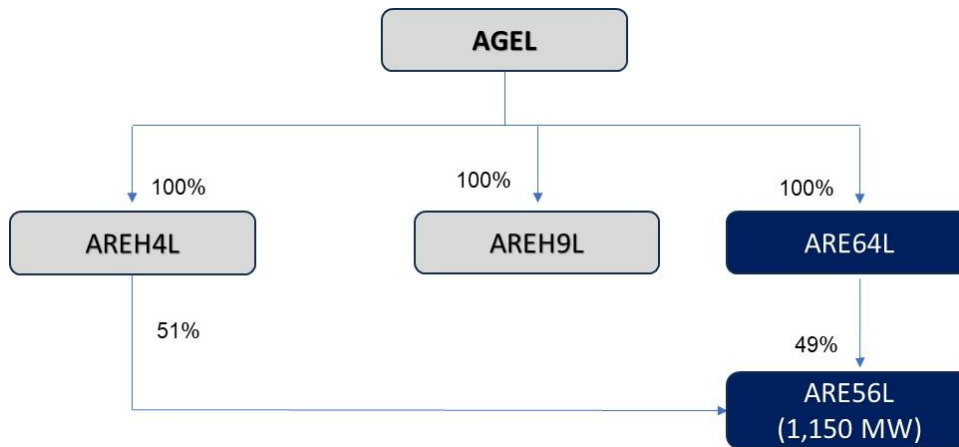 AGEL
100%
100%
100%
AREH4L
AREH9L
ARE64L
51%
49%
ARE56L
(1,150 MW)